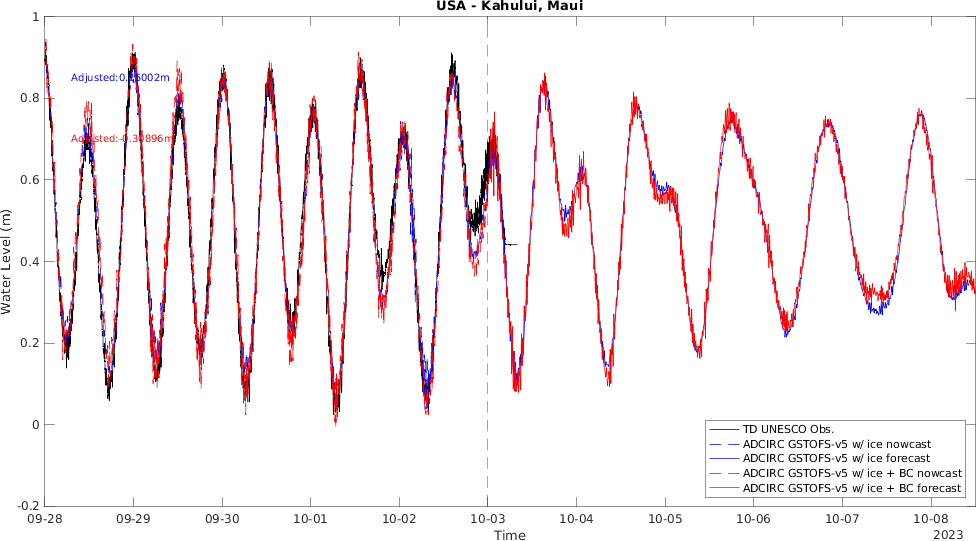 USA - Kahului, Maui
1
0.8
0.6
0.4
0.2
0
-0.2
Water Level (m)
Adjusted:-0.30896m
TD UNESCO Obs.
ADCIRC GSTOFS-v5 w/ ice nowcast
ADCIRC GSTOFS-v5 w/ ice forecast
ADCIRC GSTOFS-v5 w/ ice + BC nowcast
ADCIRC GSTOFS-v5 w/ ice + BC forecast
09-28
09-29
09-30
10-01
10-02
10-03
10-04
10-05
10-06
10-07
10-08
Time
2023